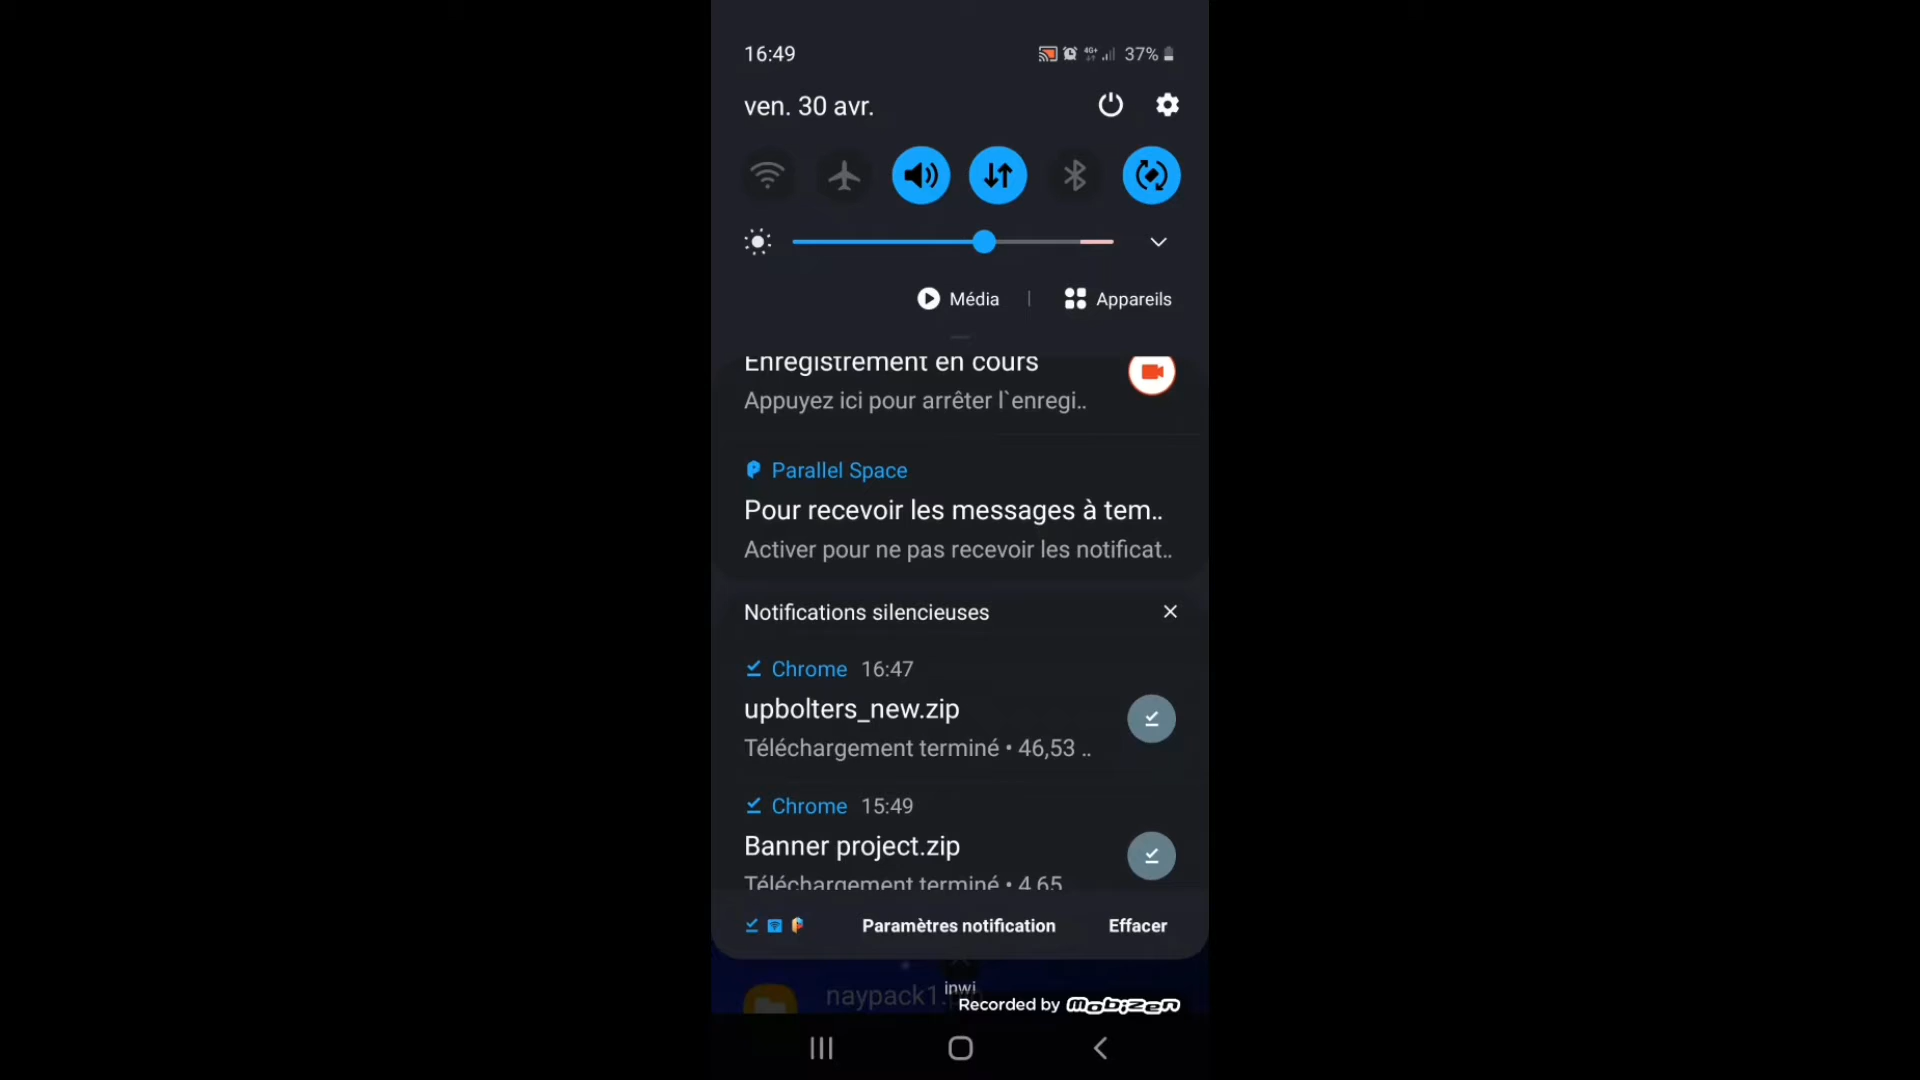 16:49
4G+ 37%
ven. 30 avr.
Média | Appareils
Enregistrement en cours
Appuyez ici pour arrêter l`enregi..
Parallel Space
Pour recevoir les messages à tem..
Activer pour ne pas recevoir les notificat..
Notifications silencieuses
Chrome 16:47
upbolters_new.zip
Téléchargement terminé • 46,53 ..
Chrome 15:49
Banner project.zip
Téléchargement terminé • 4,65
Paramètres notification Effacer
inwi
naypack1.
Recorded by mobizen